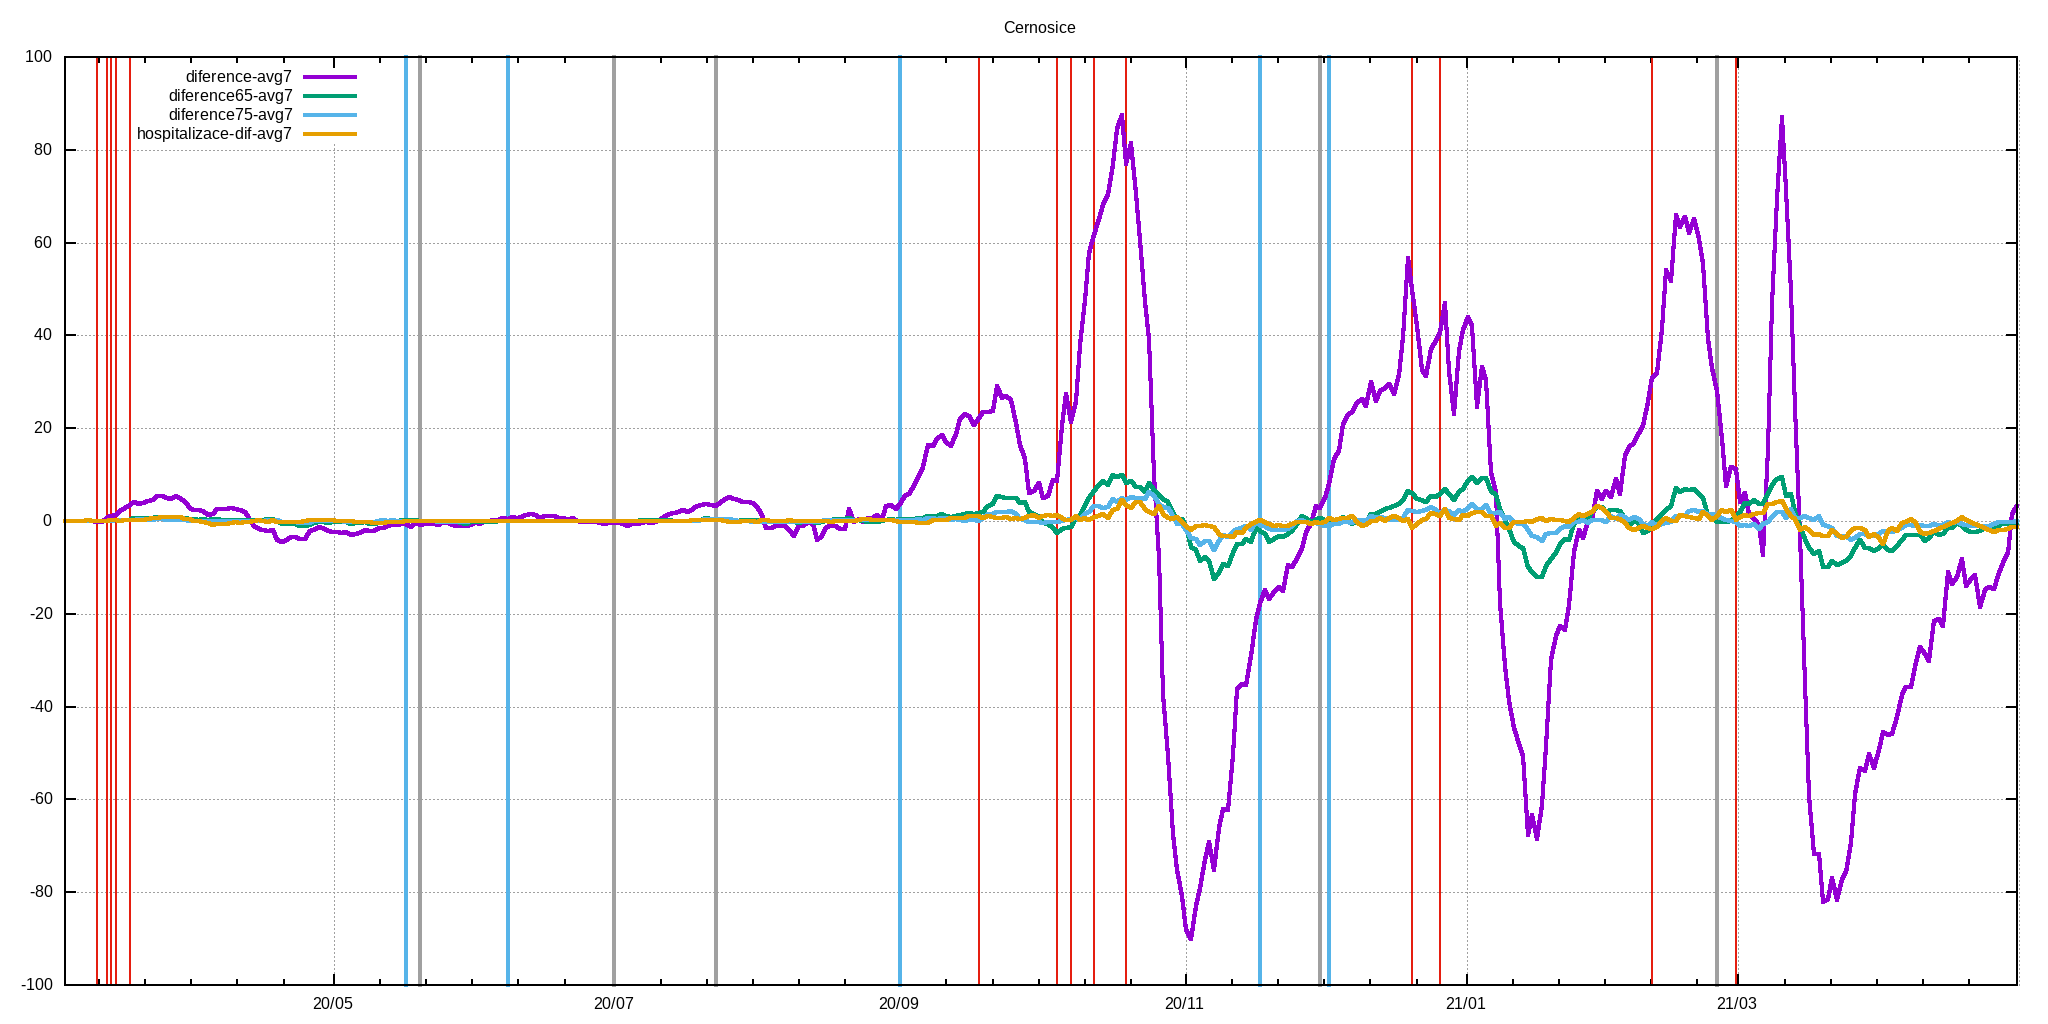 Cernosice
diference-avg7
diference65-avg7
diference75-avg7
hospitalizace-dif-avg7
100
80
60
40
20
0
-20
-40
-60
-80
-100
20/05 20/07 20/09 20/11 21/01 21/03